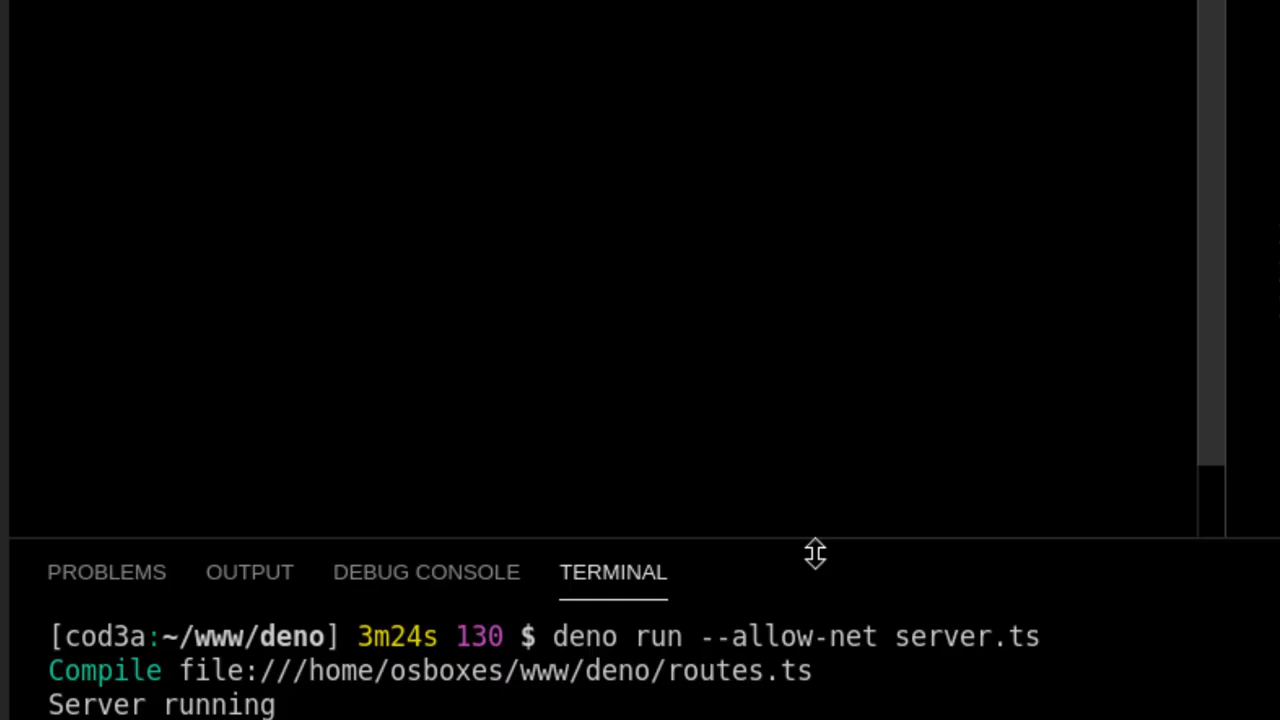 PROBLEMS OUTPUT DEBUG CONSOLE TERMINAL
[cod3a:~/www/deno] 3m24s 130 $ deno run --allow-net server.ts
Compile file:///home/osboxes/www/deno/routes.ts
Server running